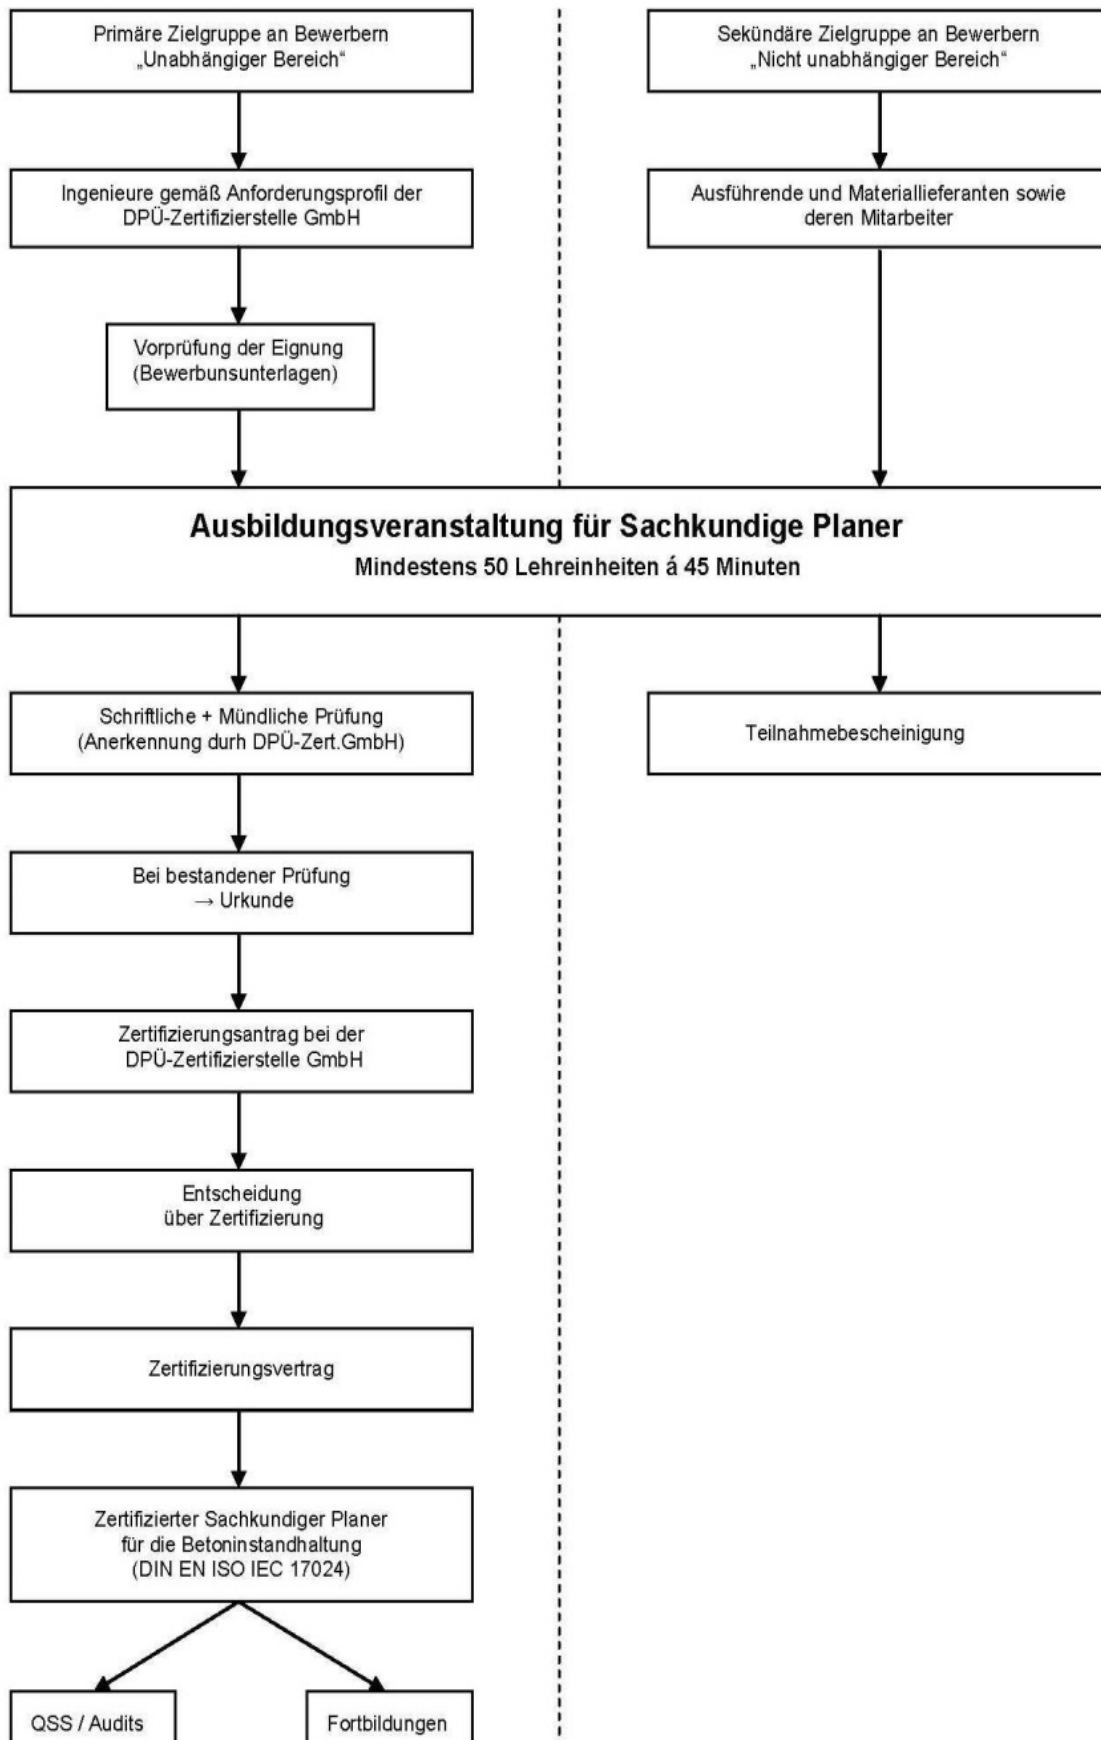 Primäre Zielgruppe an Bewerbern
„Unabhängiger Bereich“
Sekündäre Zielgruppe an Bewerbern
„Nicht unabhängiger Bereich“
Ingenieure gemäß Anforderungsprofil der
DPÜ-Zertifizierstelle GmbH
Ausführende und Materiallieferanten sowie
deren Mitarbeiter
Vorprüfung der Eignung
(Bewerbunsunterlagen)
Ausbildungsveranstaltung für Sachkundige Planer
Mindestens 50 Lehreinheiten á 45 Minuten
Schriftliche + Mündliche Prüfung
(Anerkennung durh DPÜ-Zert.GmbH)
Teilnahmebescheinigung
Bei bestandener Prüfung
→ Urkunde
Zertifizierungsantrag bei der
DPÜ-Zertifizierstelle GmbH
Entscheidung
über Zertifizierung
Zertifizierungsvertrag
Zertifizierter Sachkundiger Planer
für die Betoninstandhaltung
(DIN EN ISO IEC 17024)
QSS / Audits
Fortbildungen